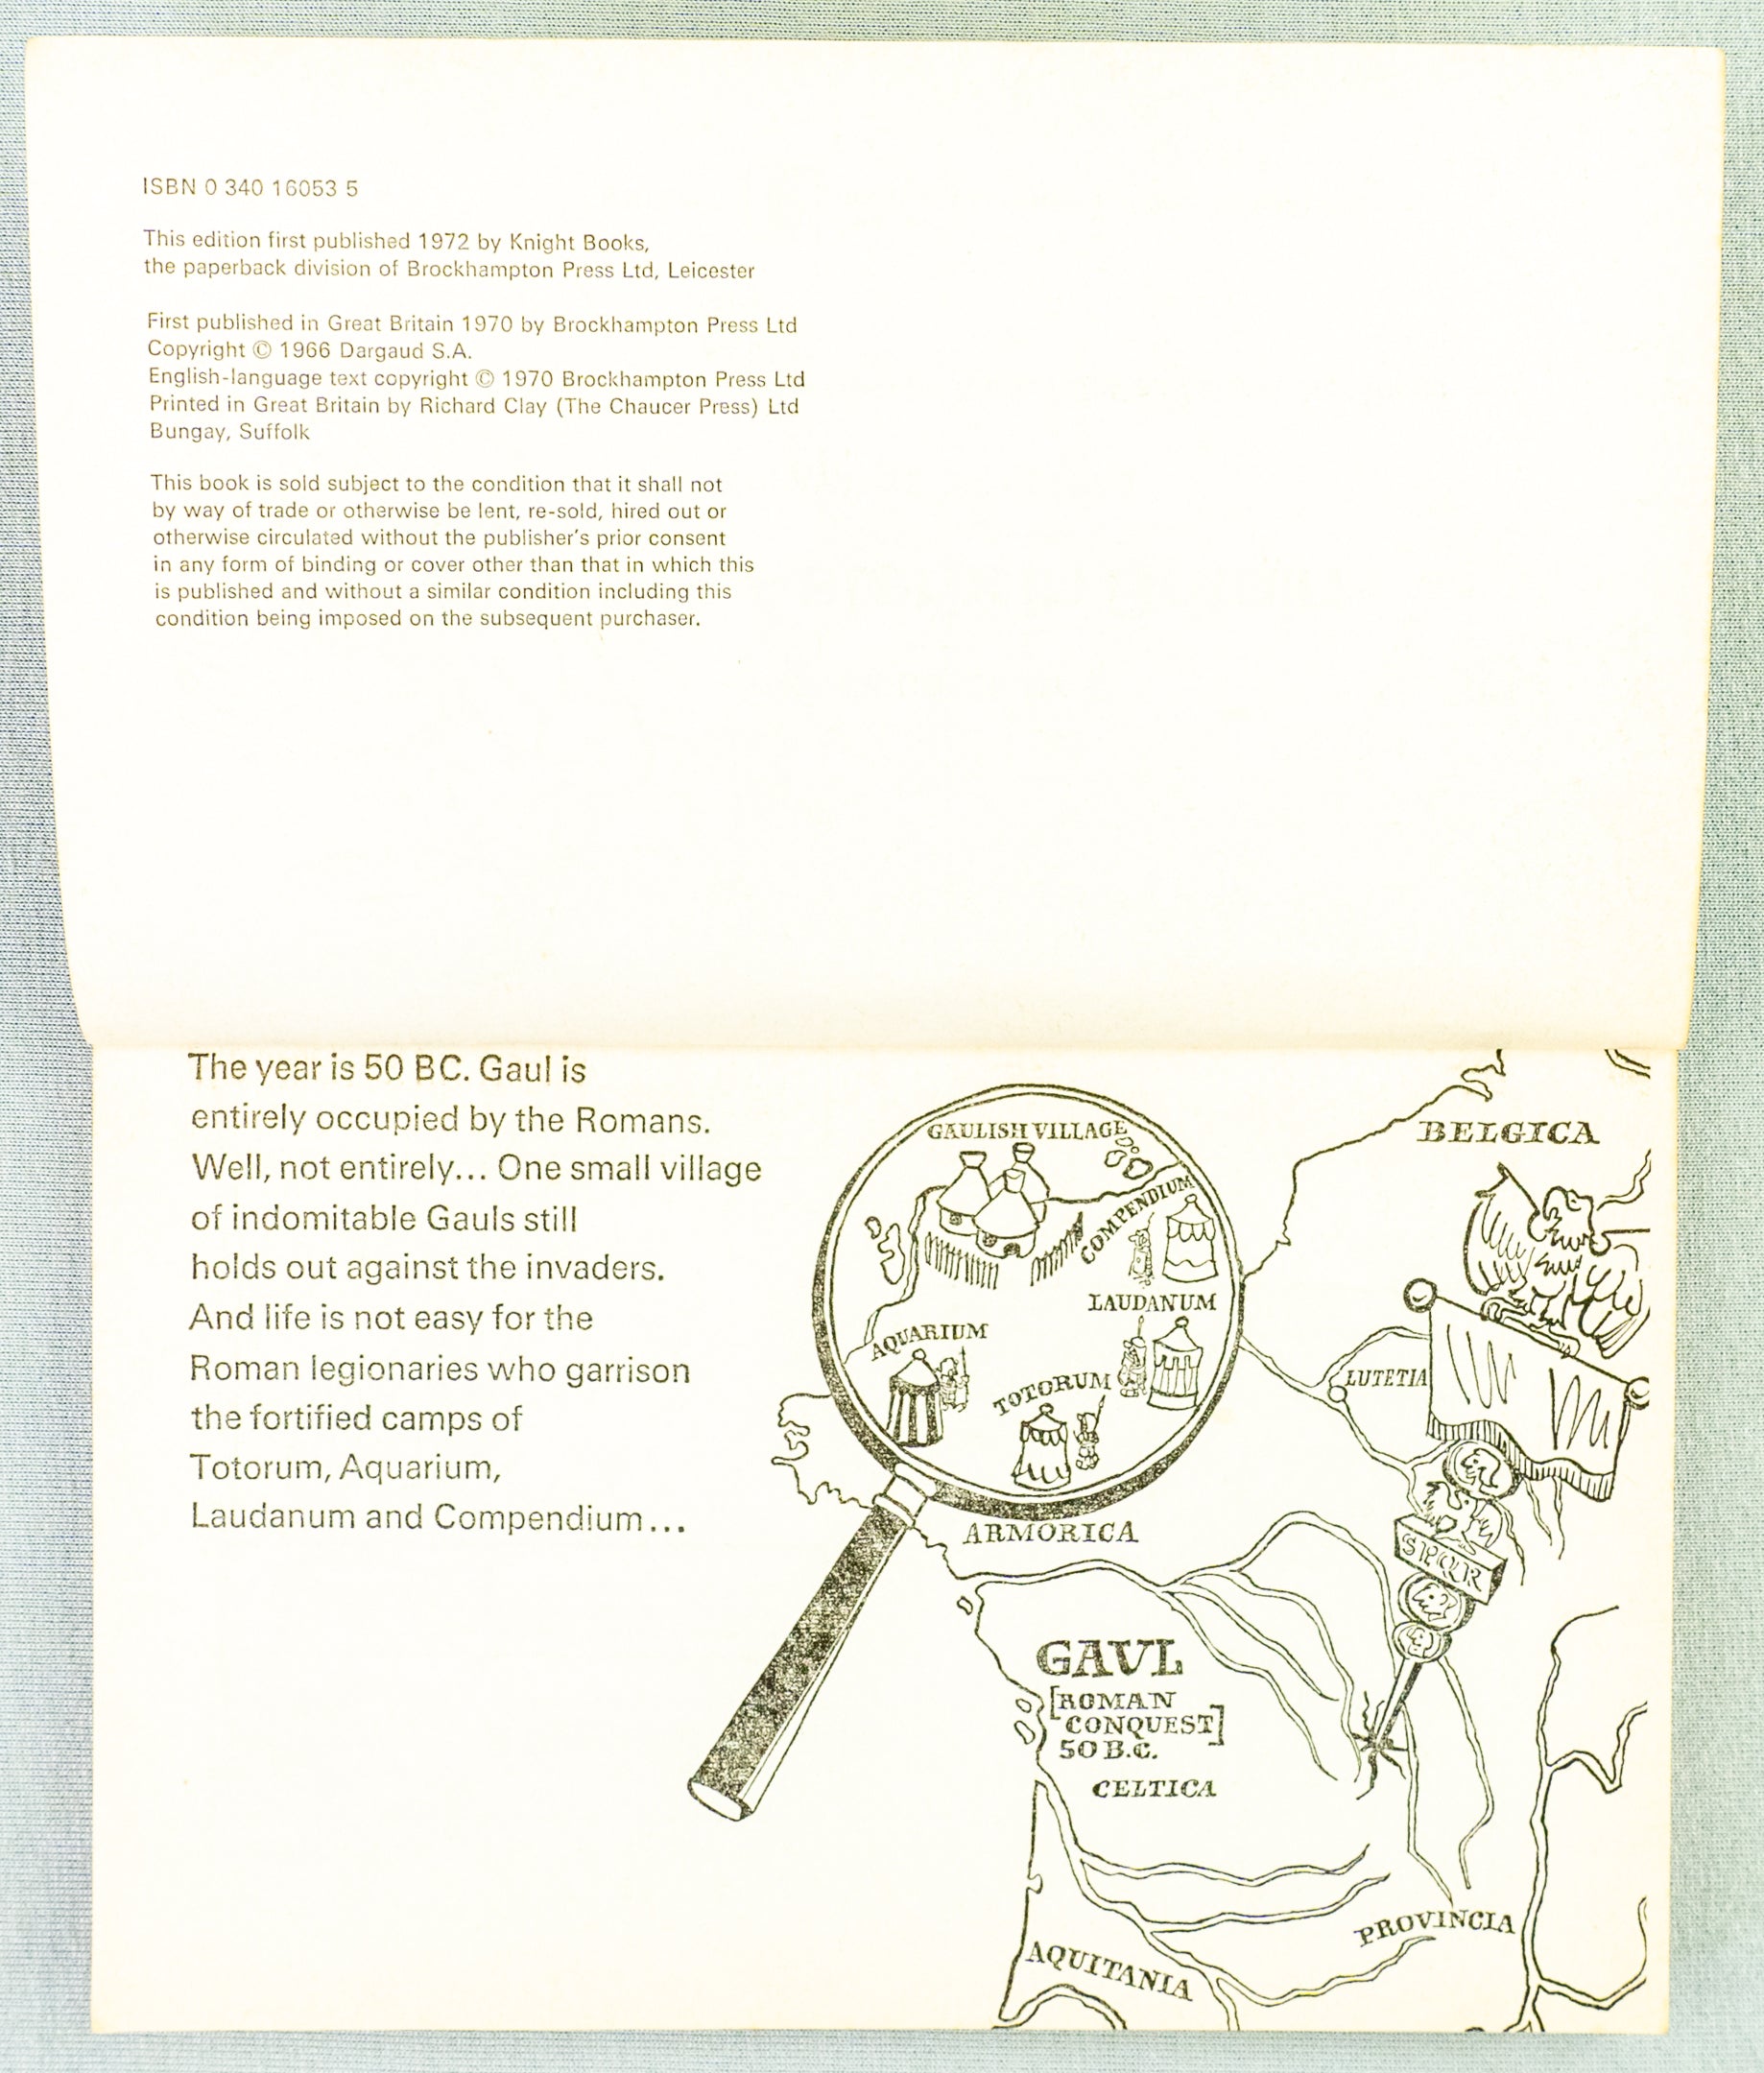 ISBN 0 340 16053 5
This edition first published 1972 by Knight Books,
the paperback division of Brockhampton Press Ltd, Leicester
First published in Great Britain 1970 by Brockhampton Press Ltd
Copyright © 1966 Dargaud S.A.
English-language text copyright © 1970 Brockhampton Press Ltd
Printed in Great Britain by Richard Clay (The Chaucer Press) Ltd
Bungay, Suffolk
This book is sold subject to the condition that it shall not
by way of trade or otherwise be lent, re-sold, hired out or
otherwise circulated without the publisher's prior consent
in any form of binding or cover other than that in which this
is published and without a similar condition including this
condition being imposed on the subsequent purchaser.
The year is 50 BC. Gaul is
entirely occupied by the Romans.
Well, not entirely... One small village
of indomitable Gauls still
holds out against the invaders.
And life is not easy for the
Roman legionaries who garrison
the fortified camps of
Totorum, Aquarium,
Laudanum and Compendium...
GAULISH VILLAGE
COMPENDIUM
LAUDANUM
AQUARIUM
TOTORUM
BELGICA
LUTETIA
SPQR
ARMORICA
GAVL
[ROMAN
CONQUEST]
50 B.C.
CELTICA
PROVINCIA
AQUITANIA